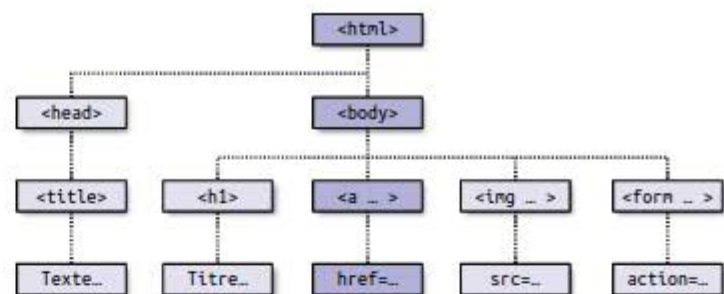 <html>
<head> <body>
<title> <h1> <a … > <img … > <form … >
Texte… Titre… href=… src=… action=…